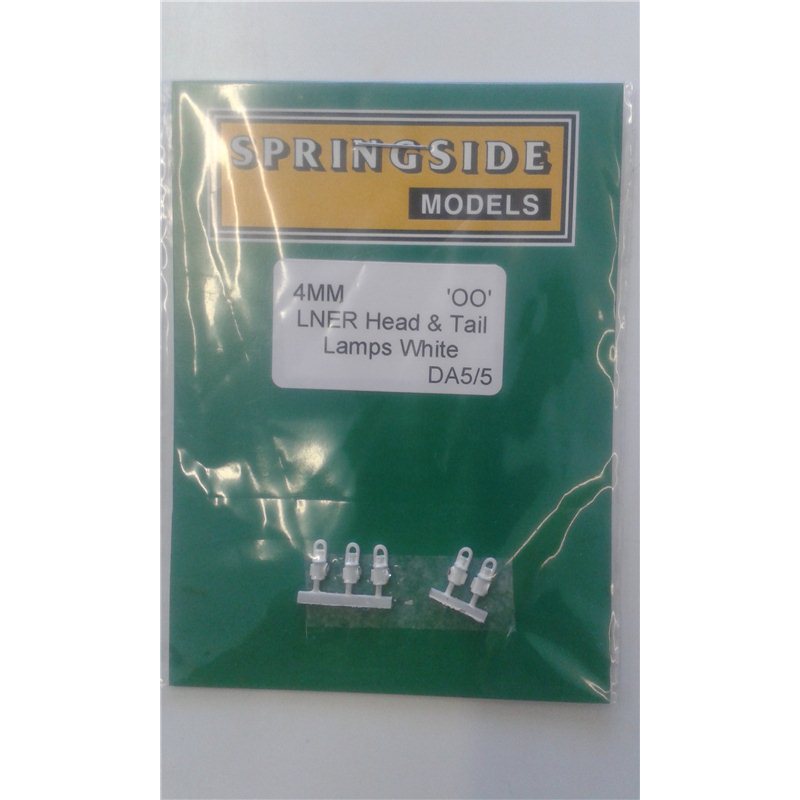 SPRINGSIDE
MODELS
4MM 'OO'
LNER Head & Tail
Lamps White
DA5/5